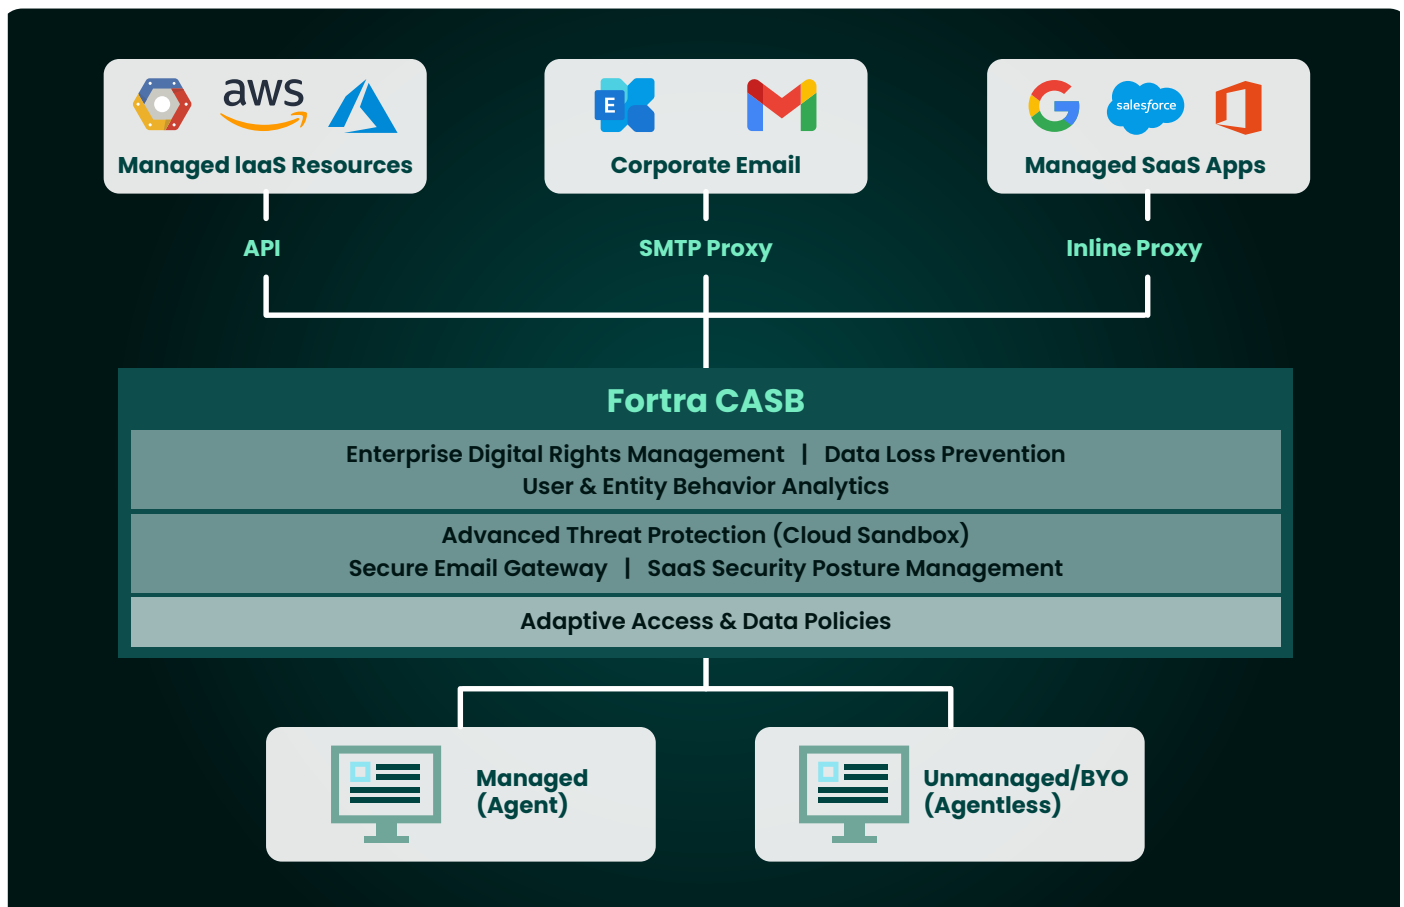 aws
E
salesforce
Managed IaaS Resources
Corporate Email
Managed SaaS Apps
API
SMTP Proxy
Inline Proxy
Fortra CASB
Enterprise Digital Rights Management | Data Loss Prevention
User & Entity Behavior Analytics
Advanced Threat Protection (Cloud Sandbox)
Secure Email Gateway | SaaS Security Posture Management
Adaptive Access & Data Policies
Managed
(Agent)
Unmanaged/BYO
(Agentless)